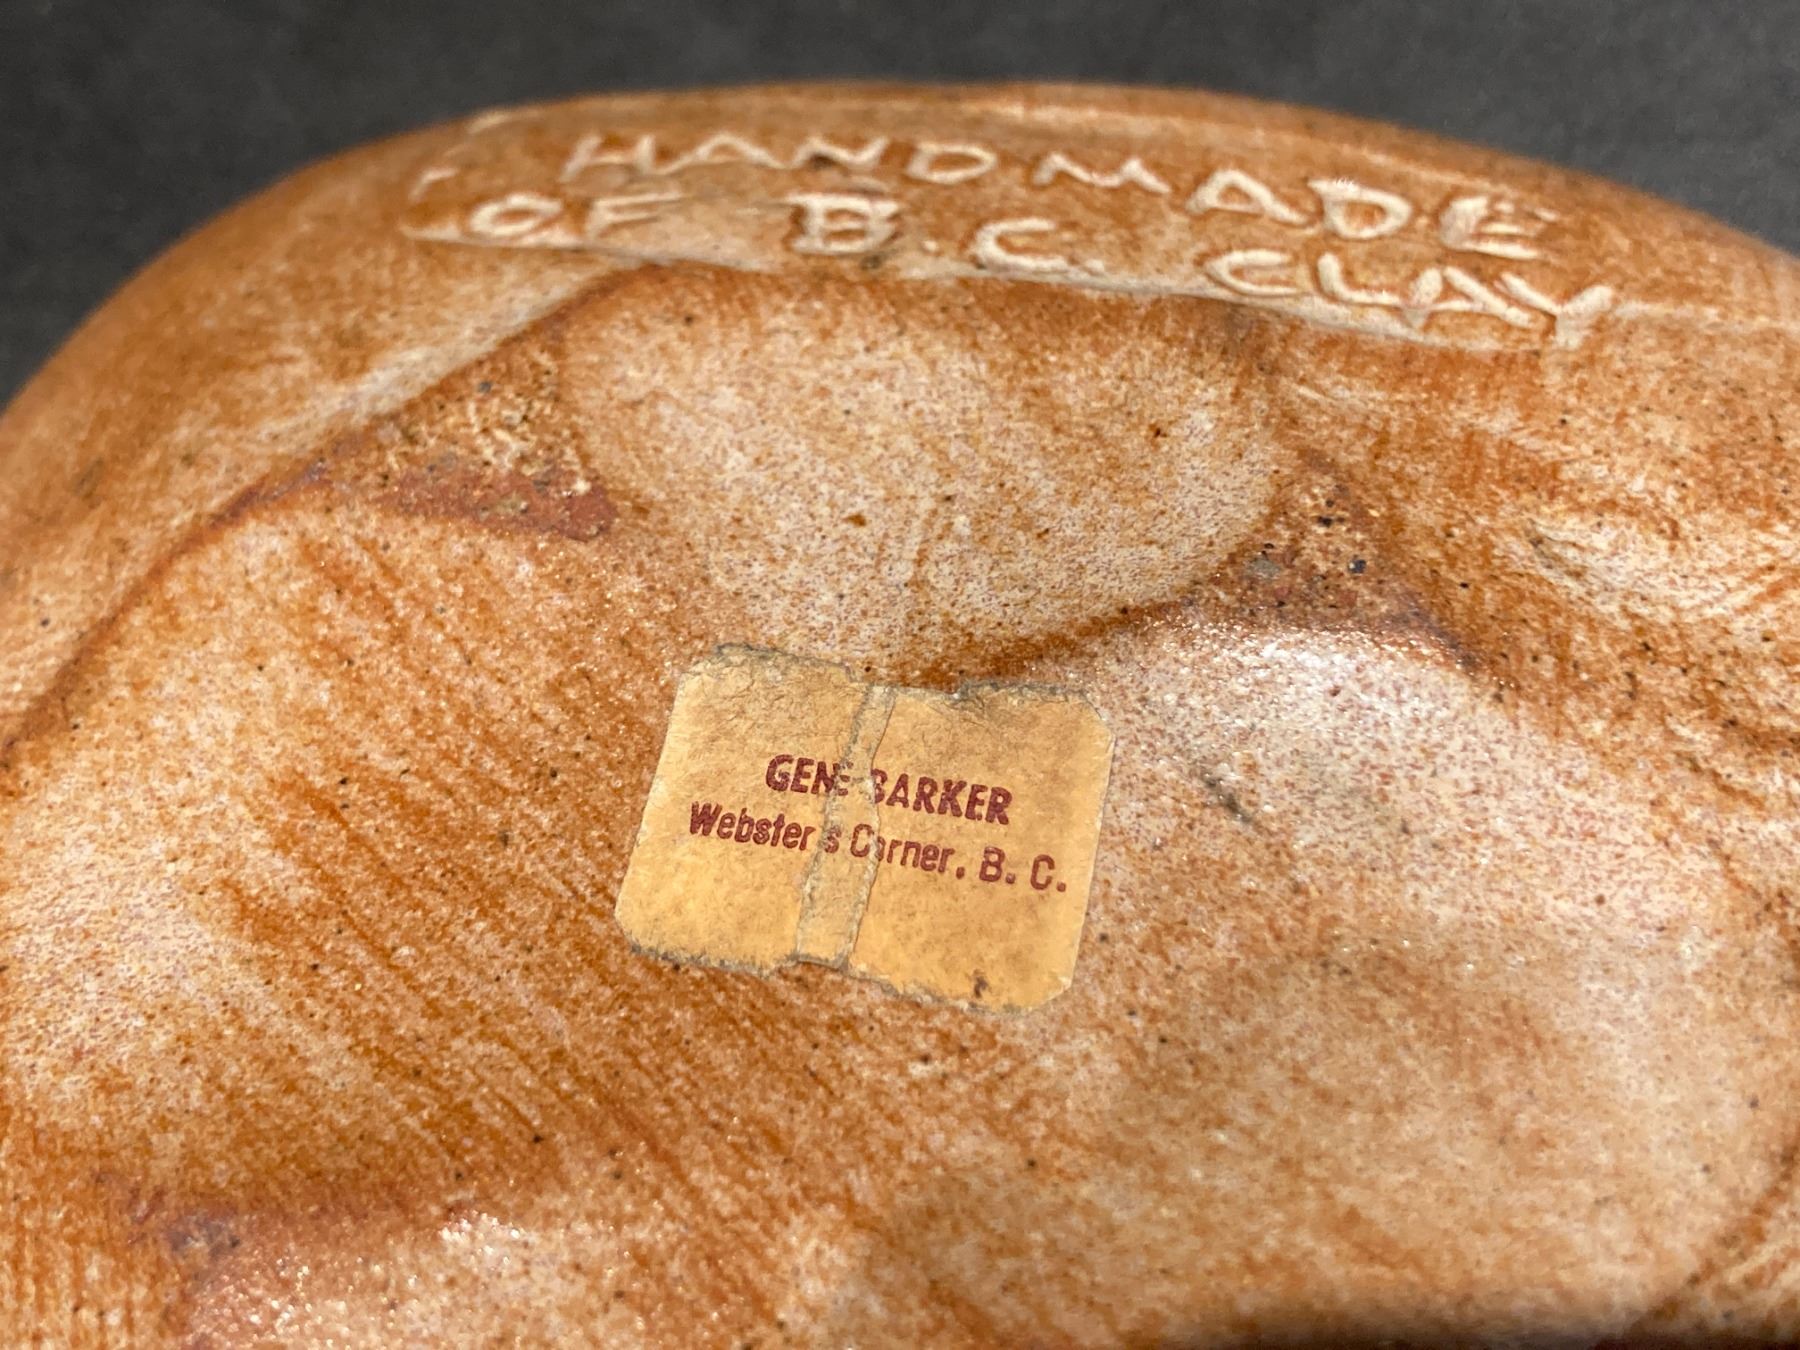 HANDMADE
OF B.C. CLAY
GENE BARKER
Webster's Corner, B. C.